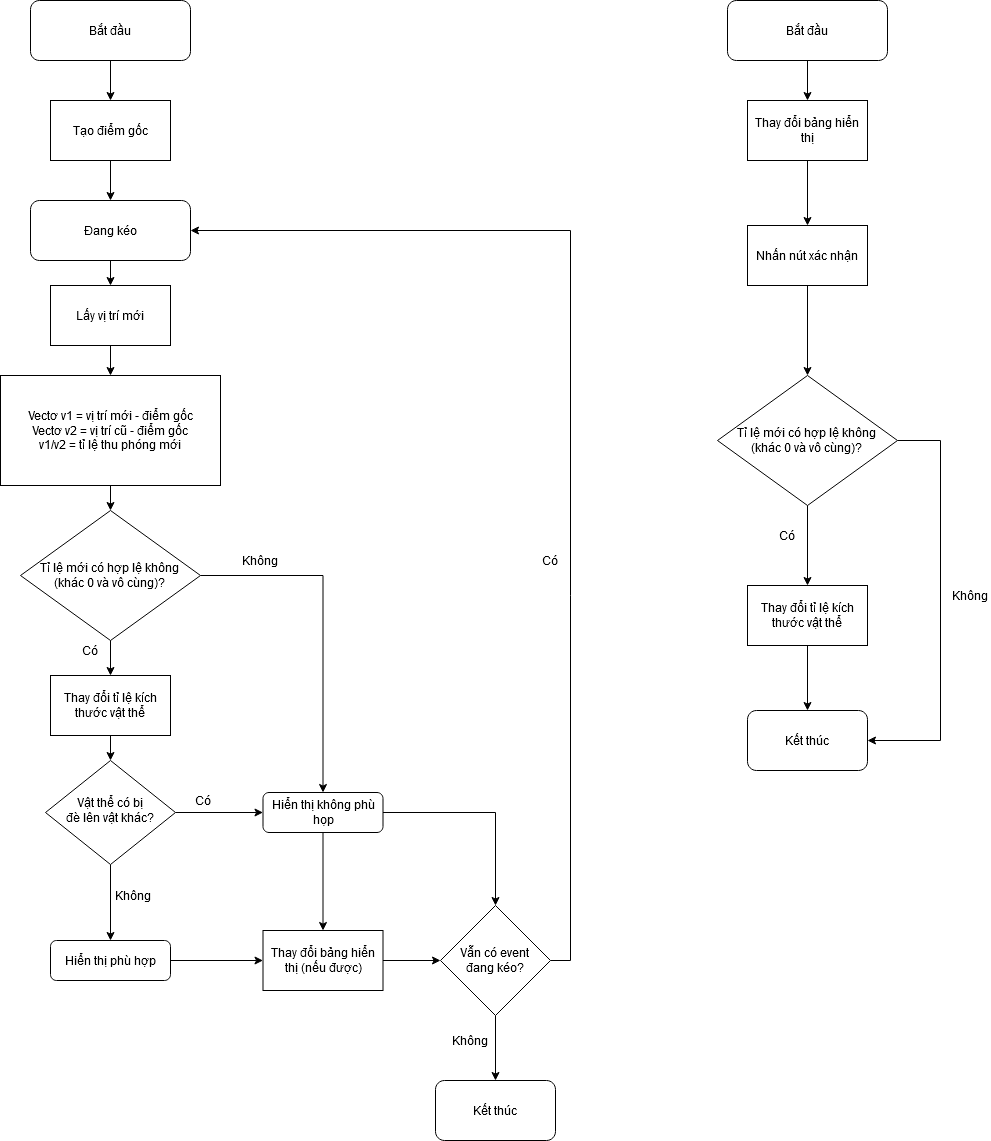 Bắt đầu
Tạo điểm gốc
Đang kéo
Lấy vị trí mới
Vectơ v1 = vị trí mới - điểm gốc
Vectơ v2 = vị trí cũ - điểm gốc
v1/v2 = tỉ lệ thu phóng mới
Tỉ lệ mới có hợp lệ không
(khác 0 và vô cùng)?
Không
Có
Có
Thay đổi tỉ lệ kích
thước vật thể
Vật thể có bị
đè lên vật khác?
Có
Hiển thị không phù
họp
Không
Hiển thị phù hợp
Thay đổi bảng hiển
thị (nếu được)
Vẫn có event
đang kéo?
Không
Kết thúc
Bắt đầu
Thay đổi bảng hiển
thị
Nhấn nút xác nhận
Tỉ lệ mới có hợp lệ không
(khác 0 và vô cùng)?
Có
Không
Thay đổi tỉ lệ kích
thước vật thể
Kết thúc